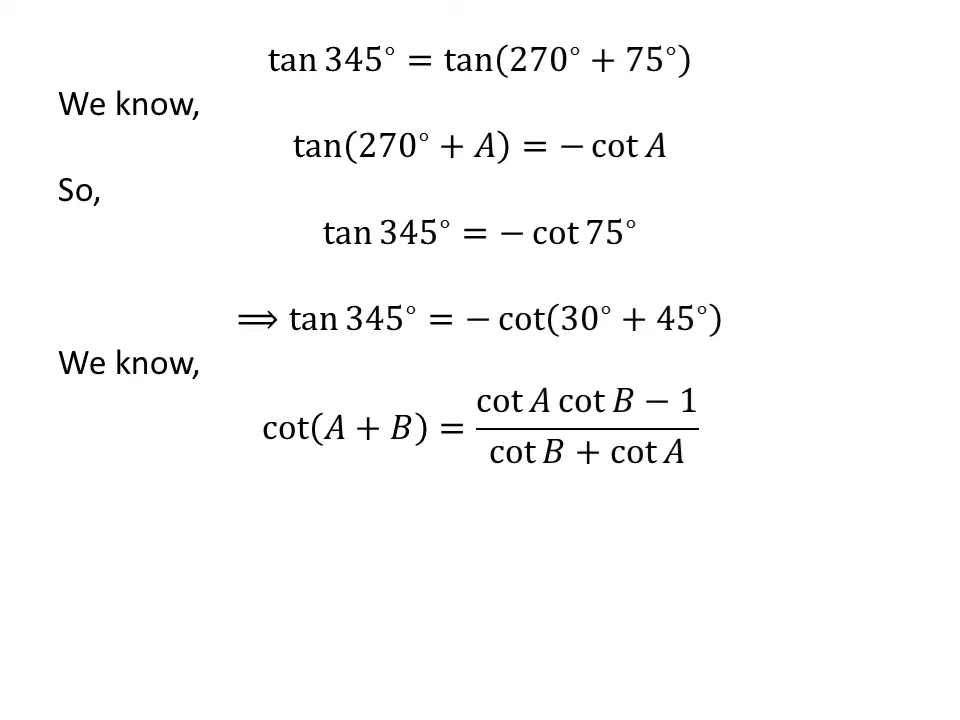 tan 345° = tan(270° + 75°)
We know,
tan(270° + A) = − cot A
So,
tan 345° = − cot 75°
⟹ tan 345° = − cot(30° + 45°)
We know,
cot(A + B) = (cot A cot B − 1) / (cot B + cot A)